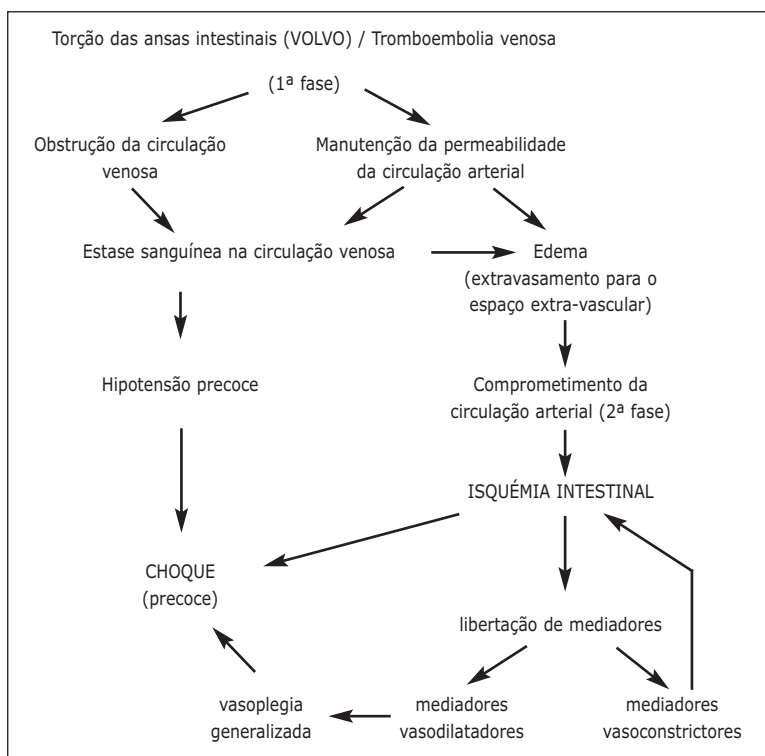 Torção das ansas intestinais (VOLVO) / Tromboembolia venosa
(1ª fase)
Obstrução da circulação
venosa
Manutenção da permeabilidade
da circulação arterial
Estase sanguínea na circulação venosa
Edema
(extravasamento para o
espaço extra-vascular)
Hipotensão precoce
Comprometimento da
circulação arterial (2ª fase)
ISQUÉMIA INTESTINAL
CHOQUE
(precoce)
libertação de mediadores
vasoplegia
generalizada
mediadores
vasodilatadores
mediadores
vasoconstrictores